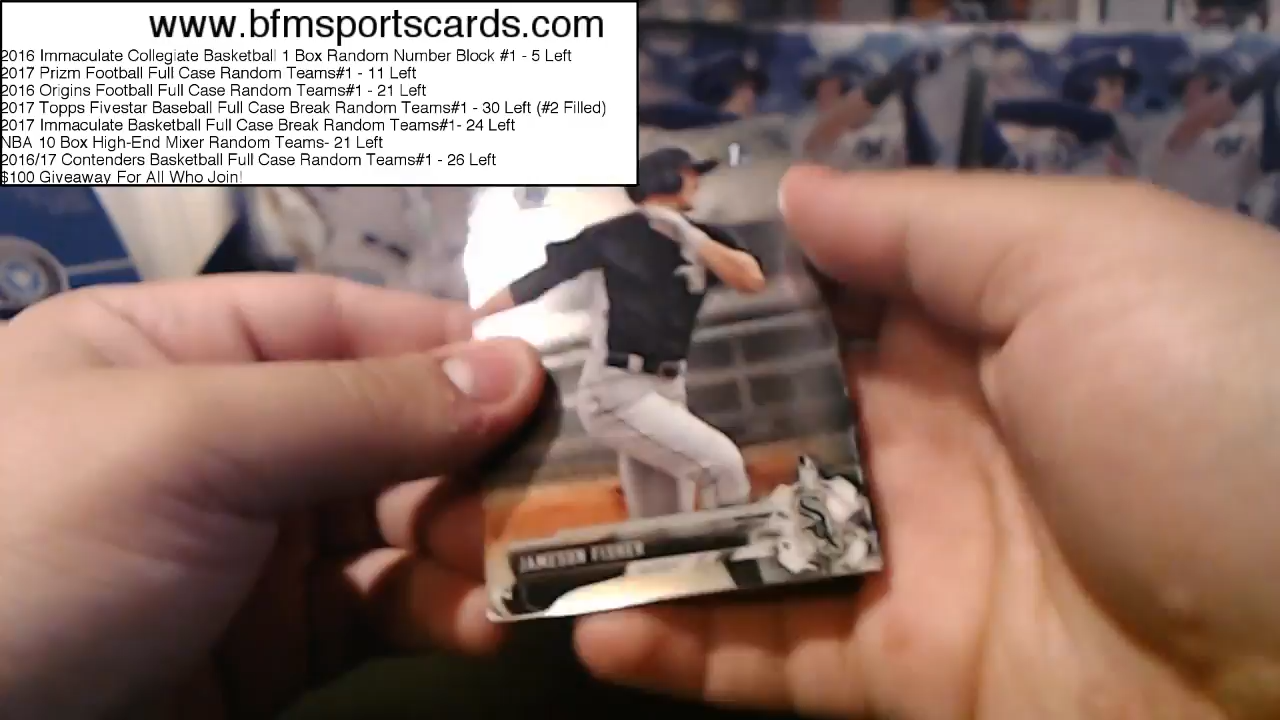 www.bfmsportscards.com
2016 Immaculate Collegiate Basketball 1 Box Random Number Block #1 - 5 Left
2017 Prizm Football Full Case Random Teams#1 - 11 Left
2016 Origins Football Full Case Random Teams#1 - 21 Left
2017 Topps Fivestar Baseball Full Case Break Random Teams#1 - 30 Left (#2 Filled)
2017 Immaculate Basketball Full Case Break Random Teams#1- 24 Left
NBA 10 Box High-End Mixer Random Teams- 21 Left
2016/17 Contenders Basketball Full Case Random Teams#1 - 26 Left
$100 Giveaway For All Who Join!
JAMESON FISHER